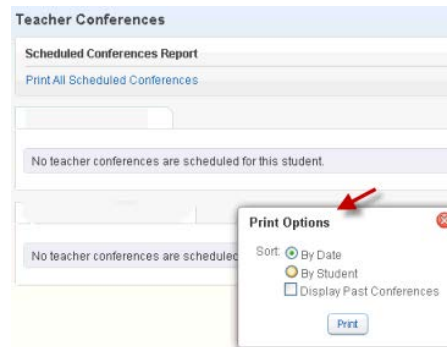 Teacher Conferences
Scheduled Conferences Report
Print All Scheduled Conferences
No teacher conferences are scheduled for this student.
No teacher conferences are scheduled
Print Options
Sort: By Date
By Student
Display Past Conferences
Print